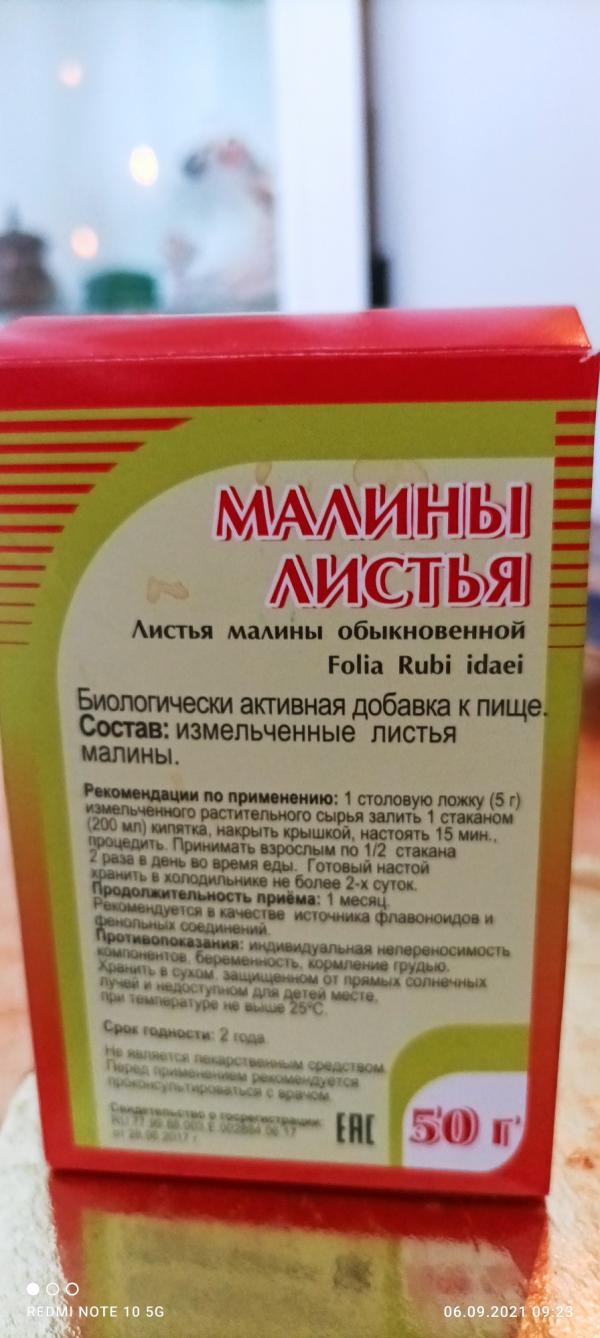 МАЛИНЫ
ЛИСТЬЯ
Листья малины обыкновенной
Folia Rubi idaei
Биологически активная добавка к пище.
Состав: измельченные листья
малины.
Рекомендации по применению: 1 столовую ложку (5 г)
измельченного растительного сырья залить 1 стаканом
(200 мл) кипятка, накрыть крышкой, настоять 15 мин.,
процедить. Принимать взрослым по 1/2 стакана
2 раза в день во время еды. Готовый настой
хранить в холодильнике не более 2-х суток.
Продолжительность приёма: 1 месяц.
Рекомендуется в качестве источника флавоноидов и
фенольных соединений.
Противопоказания: индивидуальная непереносимость
компонентов, беременность, кормление грудью.
Хранить в сухом, защищенном от прямых солнечных
лучей и недоступном для детей месте,
при температуре не выше 25°С.
Срок годности: 2 года.
Не является лекарственным средством.
Перед применением рекомендуется
проконсультироваться с врачом.
Свидетельство о госрегистрации:
от 28.06.2017 г.
EAC
50 г
REDMI NOTE 10 5G
06.09.2021 09:23